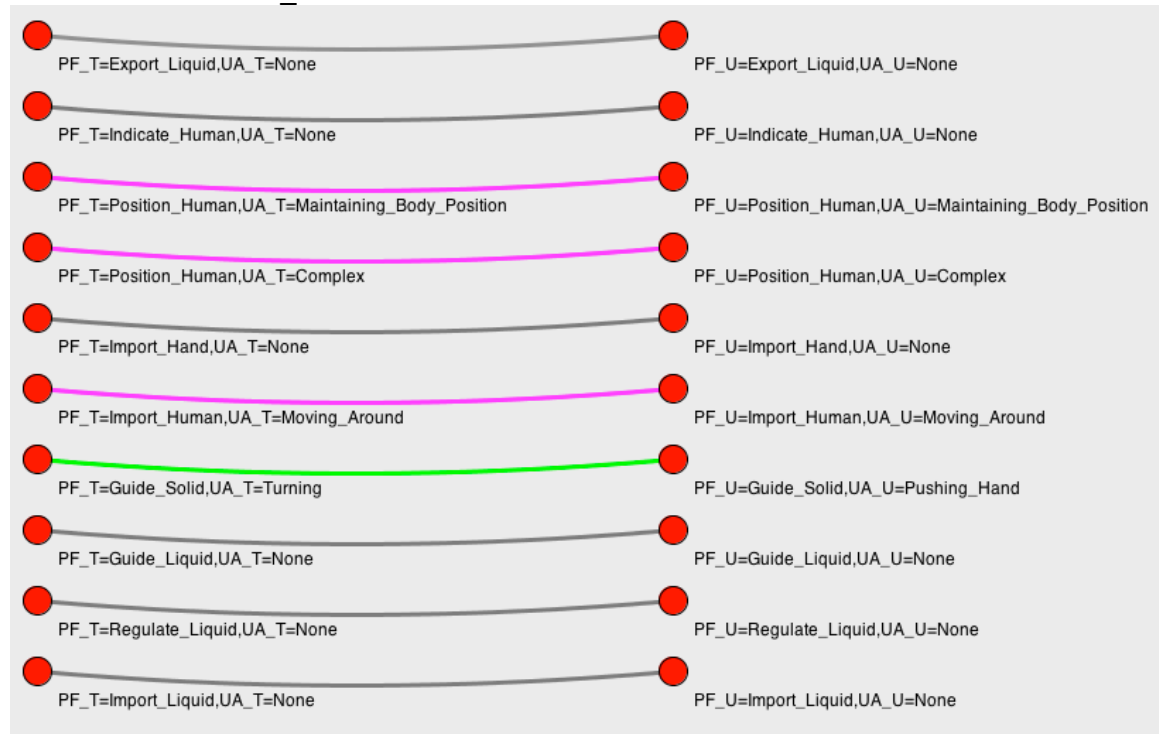 PF_T=Export_Liquid,UA_T=None PF_U=Export_Liquid,UA_U=None
PF_T=Indicate_Human,UA_T=None PF_U=Indicate_Human,UA_U=None
PF_T=Position_Human,UA_T=Maintaining_Body_Position PF_U=Position_Human,UA_U=Maintaining_Body_Position
PF_T=Position_Human,UA_T=Complex PF_U=Position_Human,UA_U=Complex
PF_T=Import_Hand,UA_T=None PF_U=Import_Hand,UA_U=None
PF_T=Import_Human,UA_T=Moving_Around PF_U=Import_Human,UA_U=Moving_Around
PF_T=Guide_Solid,UA_T=Turning PF_U=Guide_Solid,UA_U=Pushing_Hand
PF_T=Guide_Liquid,UA_T=None PF_U=Guide_Liquid,UA_U=None
PF_T=Regulate_Liquid,UA_T=None PF_U=Regulate_Liquid,UA_U=None
PF_T=Import_Liquid,UA_T=None PF_U=Import_Liquid,UA_U=None